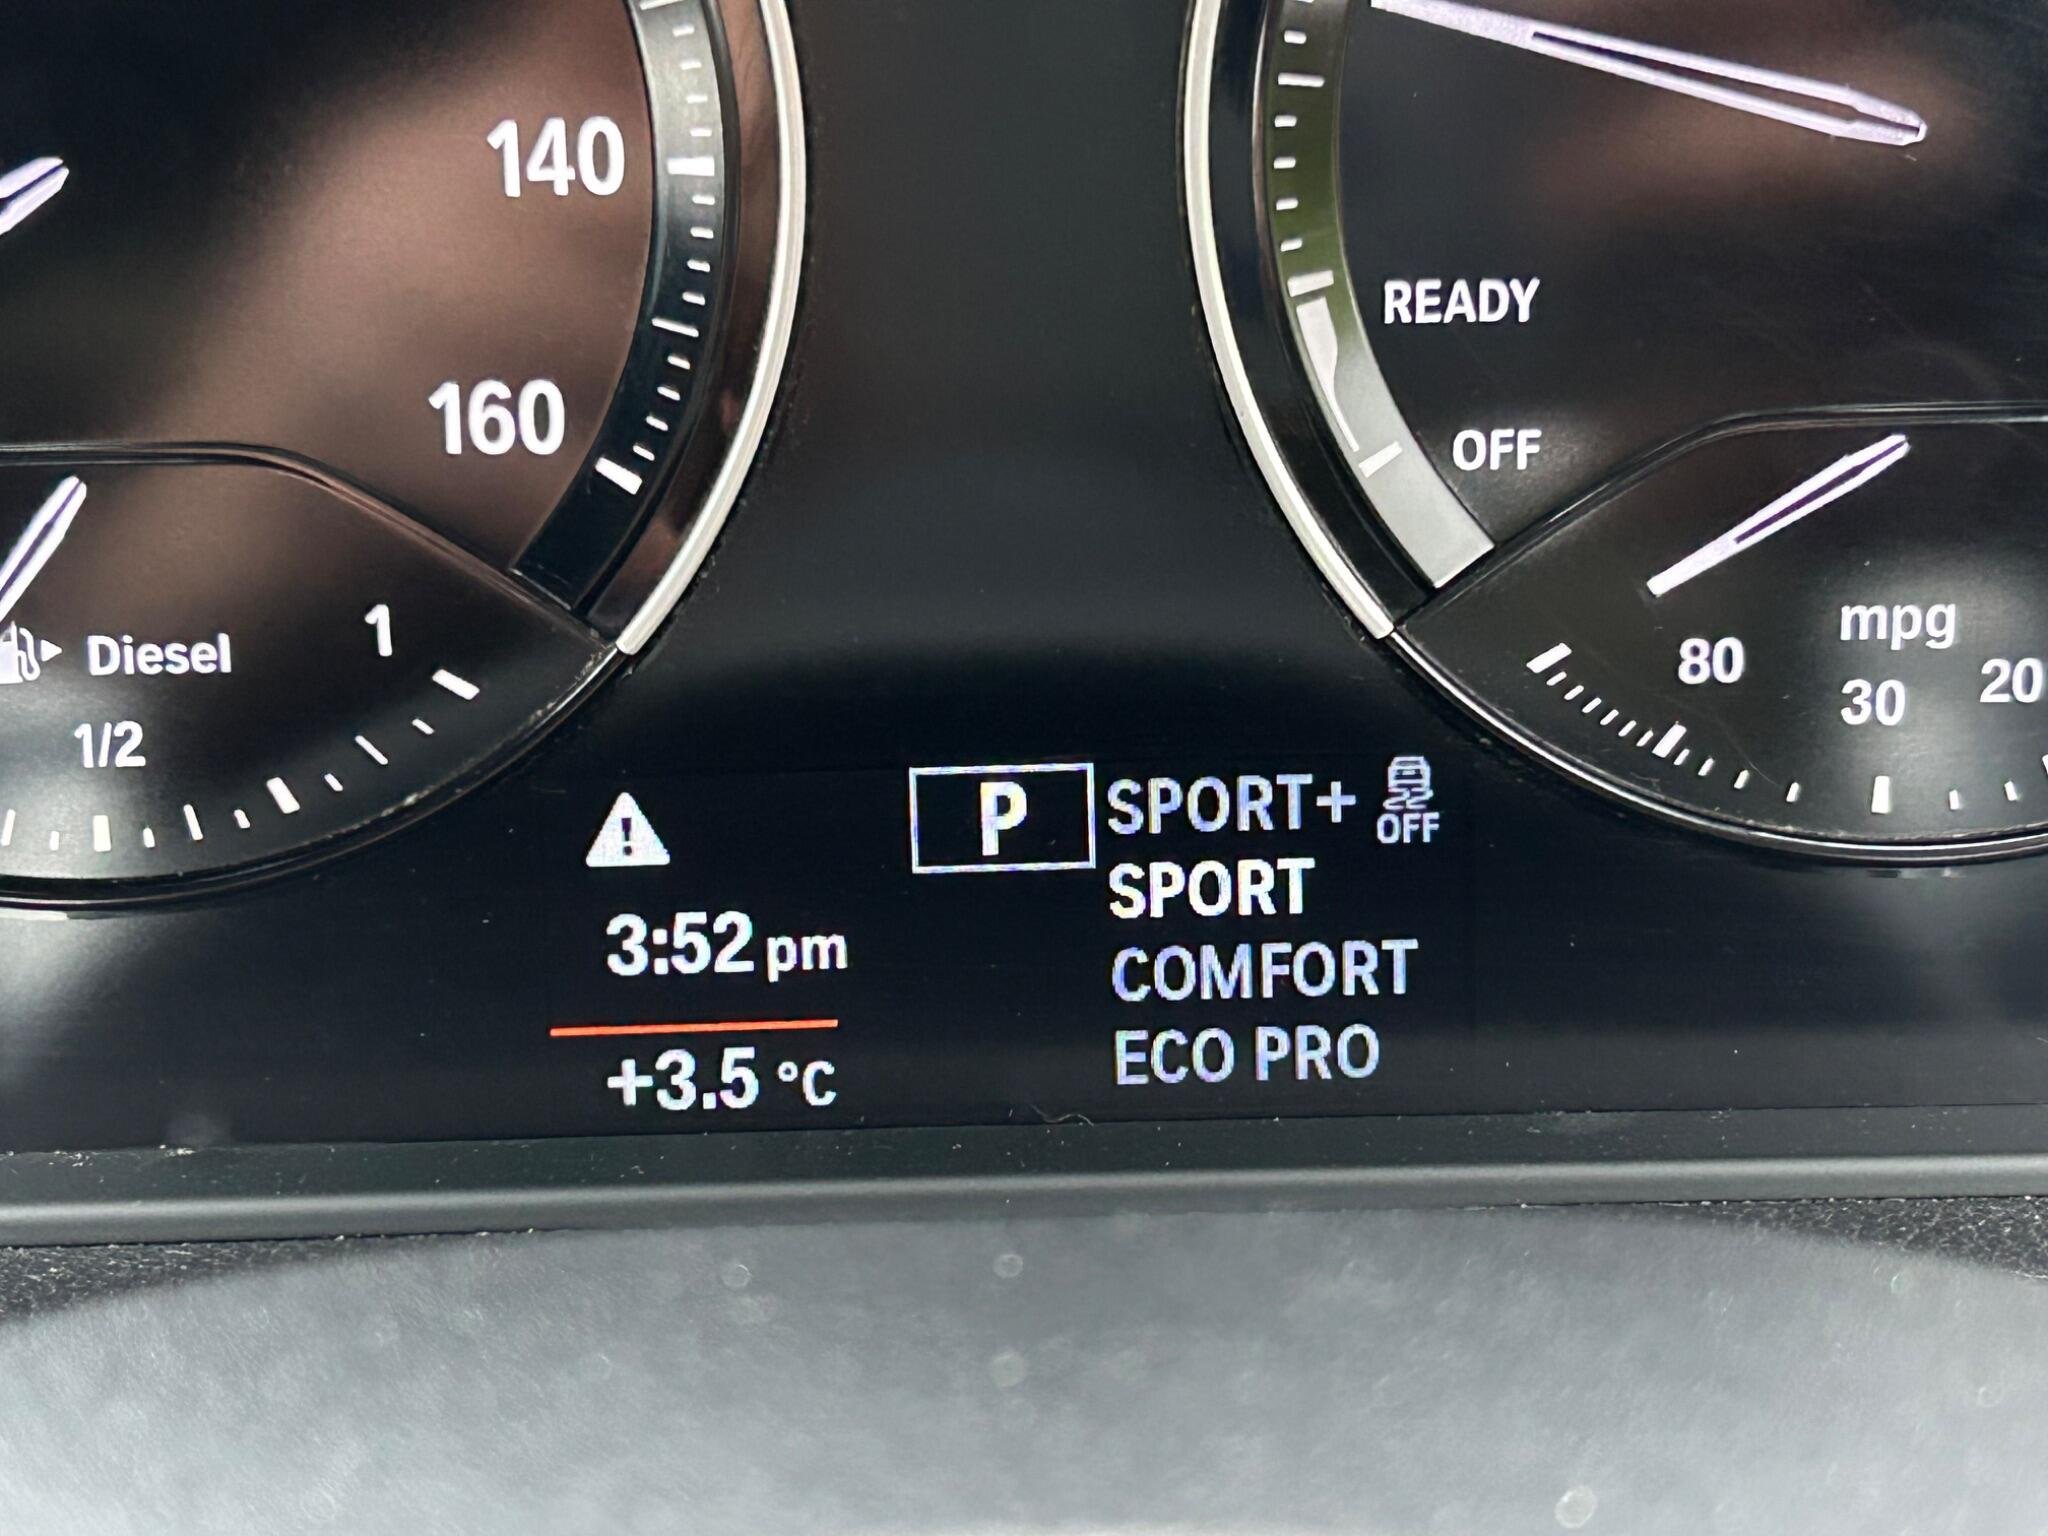 140
160
READY
OFF
Diesel
1
1/2
mpg
80
30
20
P
SPORT+
OFF
SPORT
COMFORT
ECO PRO
3:52 pm
+3.5 °C